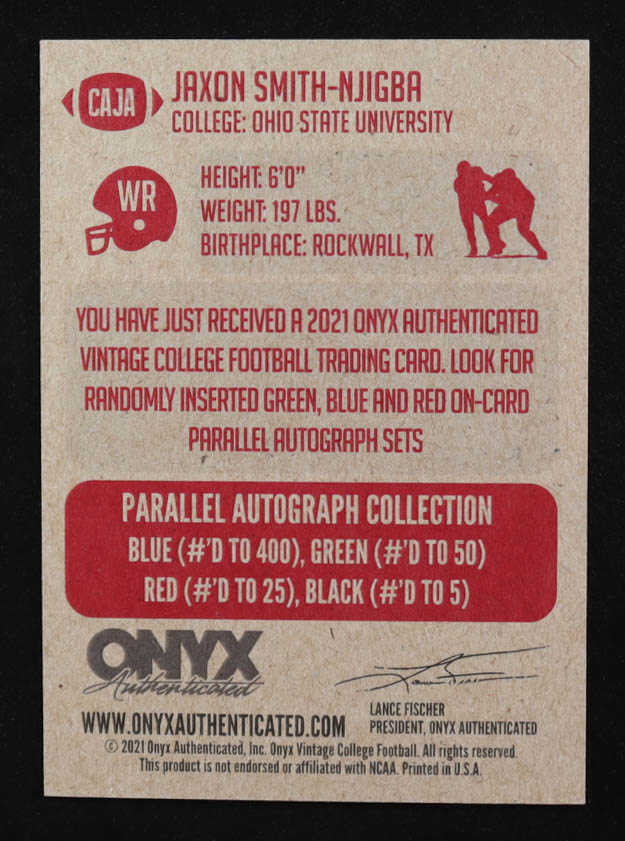 CAJA
JAXON SMITH-NJIGBA
COLLEGE: OHIO STATE UNIVERSITY
WR
HEIGHT: 6'0"
WEIGHT: 197 LBS.
BIRTHPLACE: ROCKWALL, TX
YOU HAVE JUST RECEIVED A 2021 ONYX AUTHENTICATED
VINTAGE COLLEGE FOOTBALL TRADING CARD. LOOK FOR
RANDOMLY INSERTED GREEN, BLUE AND RED ON-CARD
PARALLEL AUTOGRAPH SETS
PARALLEL AUTOGRAPH COLLECTION
BLUE (#'D TO 400), GREEN (#'D TO 50)
RED (#'D TO 25), BLACK (#'D TO 5)
ONYX
Authenticated
WWW.ONYXAUTHENTICATED.COM
LANCE FISCHER
PRESIDENT, ONYX AUTHENTICATED
© 2021 Onyx Authenticated, Inc. Onyx Vintage College Football. All rights reserved.
This product is not endorsed or affiliated with NCAA. Printed in U.S.A.